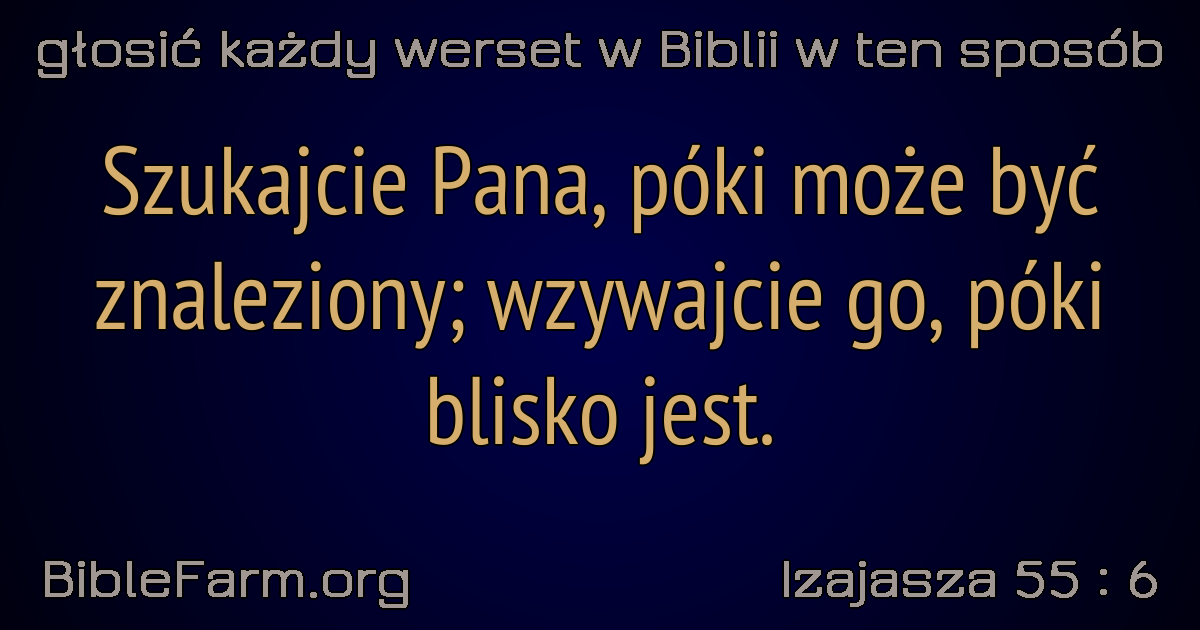 głosić każdy werset w Biblii w ten sposób
Szukajcie Pana, póki może być
znaleziony; wzywajcie go, póki
blisko jest.
BibleFarm.org
Izajasza 55 : 6